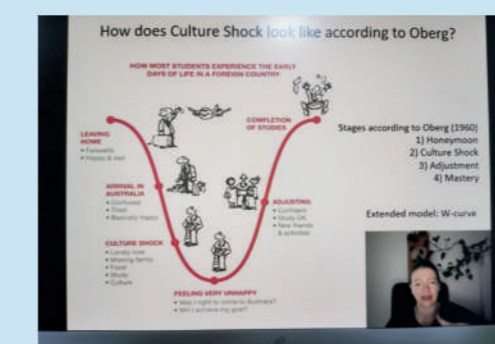 How does Culture Shock look like according to Oberg?
HOW MOST STUDENTS EXPERIENCE THE EARLY
DAYS OF LIFE IN A FOREIGN COUNTRY
LEAVING
HOME
• Farewells
• Happy & sad
COMPLETION
OF STUDIES
ARRIVAL IN
AUSTRALIA
• Confused
• Tired
• Basically happy
CULTURE SHOCK
• Lonely now
• Missing family
• Food
• Study
• Culture
FEELING VERY UNHAPPY
• Was I right to come to Australia?
• Will I achieve my goal?
ADJUSTING
• Confident
• Study OK
• New friends
& activities
Stages according to Oberg (1960)
1) Honeymoon
2) Culture Shock
3) Adjustment
4) Mastery
Extended model: W-curve